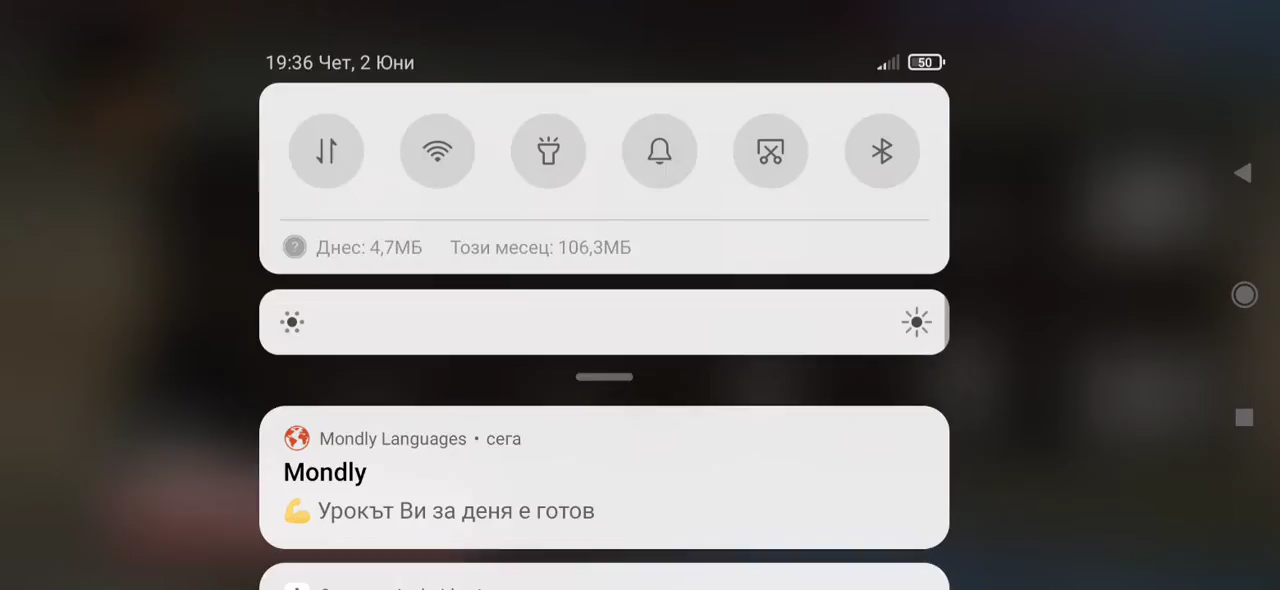 19:36 Чет, 2 Юни
50
Днес: 4,7МБ Този месец: 106,3МБ
Mondly Languages • сега
Mondly
💪 Урокът Ви за деня е готов